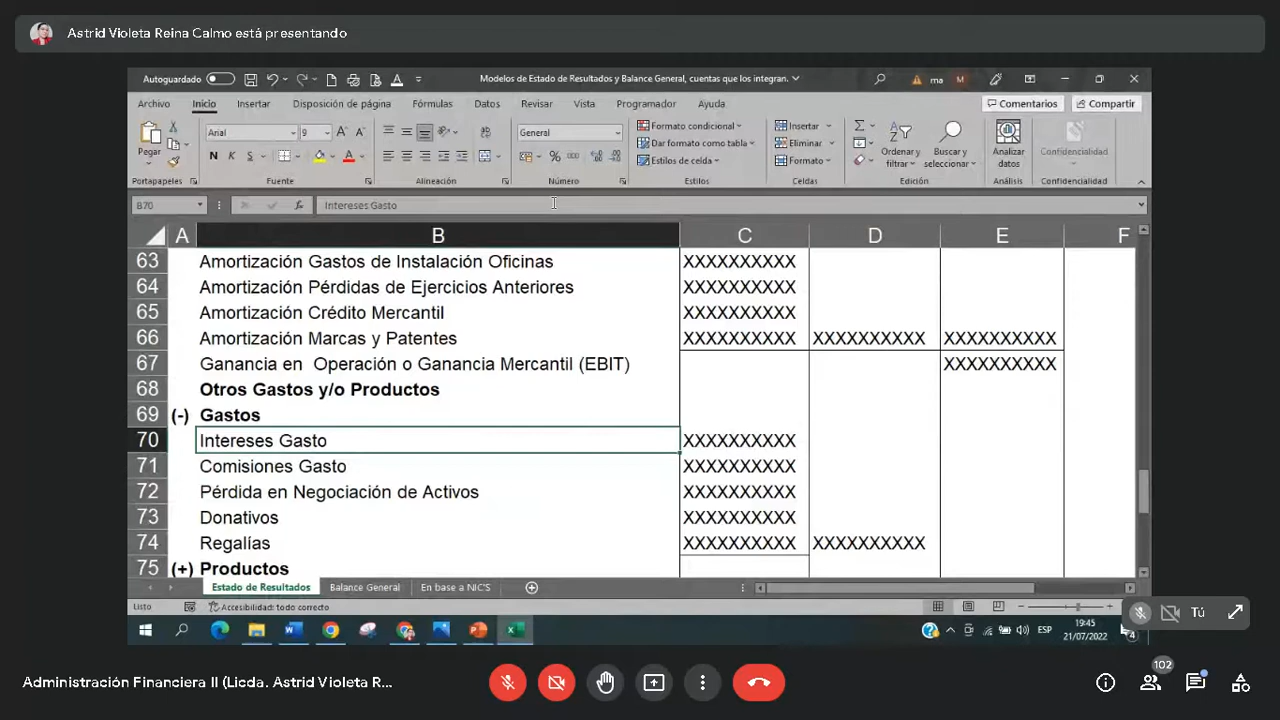 Astrid Violeta Reina Calmo está presentando
Autoguardado
Modelos de Estado de Resultados y Balance General, cuentas que los integran.
ma M
Archivo Inicio Insertar Disposición de página Fórmulas Datos Revisar Vista Programador Ayuda Comentarios Compartir
Pegar
Arial 9
N K S
General
Formato condicional
Dar formato como tabla
Estilos de celda
Insertar
Eliminar
Formato
Ordenar y filtrar
Buscar y seleccionar
Analizar datos
Confidencialidad
Portapapeles Fuente Alineación Número Estilos Celdas Edición Análisis Confidencialidad
B70 fx Intereses Gasto
A B C D E F
63 Amortización Gastos de Instalación Oficinas XXXXXXXXXX
64 Amortización Pérdidas de Ejercicios Anteriores XXXXXXXXXX
65 Amortización Crédito Mercantil XXXXXXXXXX
66 Amortización Marcas y Patentes XXXXXXXXXX XXXXXXXXXX XXXXXXXXXX
67 Ganancia en Operación o Ganancia Mercantil (EBIT) XXXXXXXXXX
68 Otros Gastos y/o Productos
69 (-) Gastos
70 Intereses Gasto XXXXXXXXXX
71 Comisiones Gasto XXXXXXXXXX
72 Pérdida en Negociación de Activos XXXXXXXXXX
73 Donativos XXXXXXXXXX
74 Regalías XXXXXXXXXX XXXXXXXXXX
75 (+) Productos
Estado de Resultados Balance General En base a NIC'S
Listo Accesibilidad: todo correcto
Tú
ESP
19:45
21/07/2022
4
Administración Financiera II (Licda. Astrid Violeta R...
102